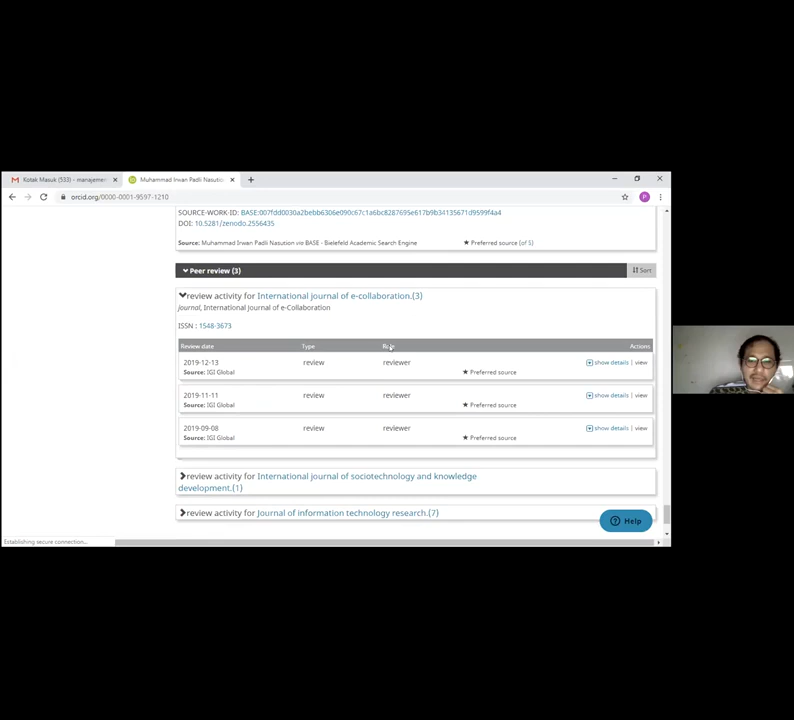 Kotak Masuk (533) - manajemen
Muhammad Irwan Padli Nasution
orcid.org/0000-0001-9597-1210
P
SOURCE-WORK-ID: BASE:007fdd0030a2bebb6306e090c67c1a6bc8287695e617b9b34135671d9599f4a4
DOI: 10.5281/zenodo.2556435
Source: Muhammad Irwan Padli Nasution via BASE - Bielefeld Academic Search Engine
Preferred source (of 5)
Peer review (3)
Sort
review activity for International journal of e-collaboration.(3)
Journal, International Journal of e-Collaboration
ISSN : 1548-3673
Review date Type Role Actions
2019-12-13 review reviewer show details | view
Source: IGI Global Preferred source
2019-11-11 review reviewer show details | view
Source: IGI Global Preferred source
2019-09-08 review reviewer show details | view
Source: IGI Global Preferred source
review activity for International journal of sociotechnology and knowledge
development.(1)
review activity for Journal of information technology research.(7)
Help
Establishing secure connection...